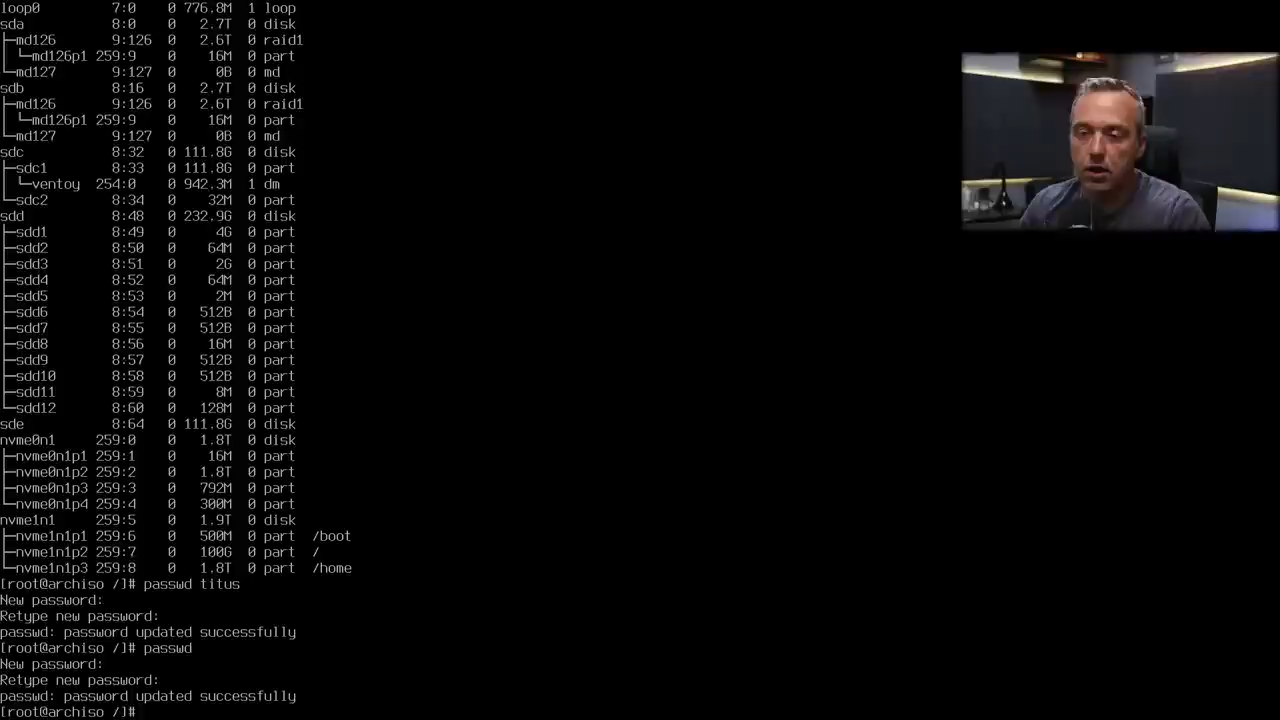 loop0         7:0    0 776.8M  1 loop
sda           8:0    0   2.7T  0 disk
├─md126       9:126  0   2.6T  0 raid1
│ └─md126p1 259:9    0    16M  0 part
└─md127       9:127  0     0B  0 md
sdb           8:16   0   2.7T  0 disk
├─md126       9:126  0   2.6T  0 raid1
│ └─md126p1 259:9    0    16M  0 part
└─md127       9:127  0     0B  0 md
sdc           8:32   0 111.8G  0 disk
├─sdc1        8:33   0 111.8G  0 part
│ └─ventoy  254:0    0 942.3M  1 dm
└─sdc2        8:34   0    32M  0 part
sdd           8:48   0 232.9G  0 disk
├─sdd1        8:49   0     4G  0 part
├─sdd2        8:50   0    64M  0 part
├─sdd3        8:51   0     2G  0 part
├─sdd4        8:52   0    64M  0 part
├─sdd5        8:53   0     2M  0 part
├─sdd6        8:54   0   512B  0 part
├─sdd7        8:55   0   512B  0 part
├─sdd8        8:56   0    16M  0 part
├─sdd9        8:57   0   512B  0 part
├─sdd10       8:58   0   512B  0 part
├─sdd11       8:59   0     8M  0 part
└─sdd12       8:60   0   128M  0 part
sde           8:64   0 111.8G  0 disk
nvme0n1     259:0    0   1.8T  0 disk
├─nvme0n1p1 259:1    0    16M  0 part
├─nvme0n1p2 259:2    0   1.8T  0 part
├─nvme0n1p3 259:3    0   792M  0 part
└─nvme0n1p4 259:4    0   300M  0 part
nvme1n1     259:5    0   1.9T  0 disk
├─nvme1n1p1 259:6    0   500M  0 part  /boot
├─nvme1n1p2 259:7    0   100G  0 part  /
└─nvme1n1p3 259:8    0   1.8T  0 part  /home
[root@archiso /]# passwd titus
New password:
Retype new password:
passwd: password updated successfully
[root@archiso /]# passwd
New password:
Retype new password:
passwd: password updated successfully
[root@archiso /]#